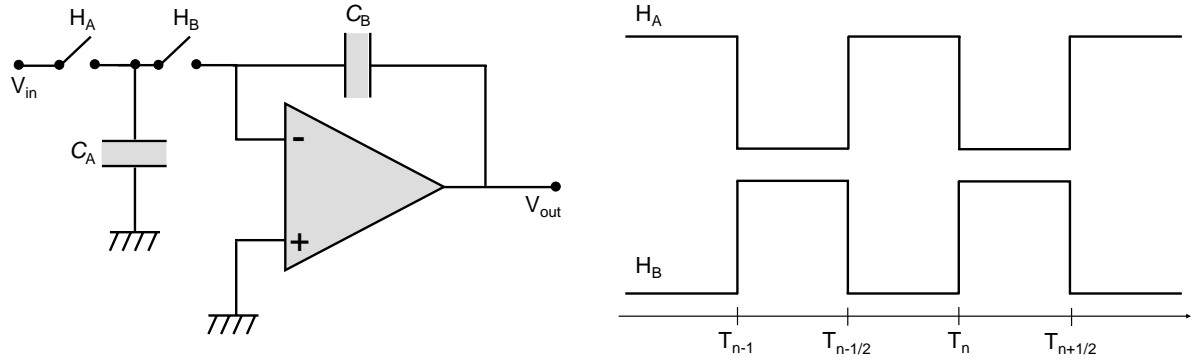 H_A
H_B
C_B
V_in
C_A
-
+
V_out
H_A
H_B
T_n-1
T_n-1/2
T_n
T_n+1/2